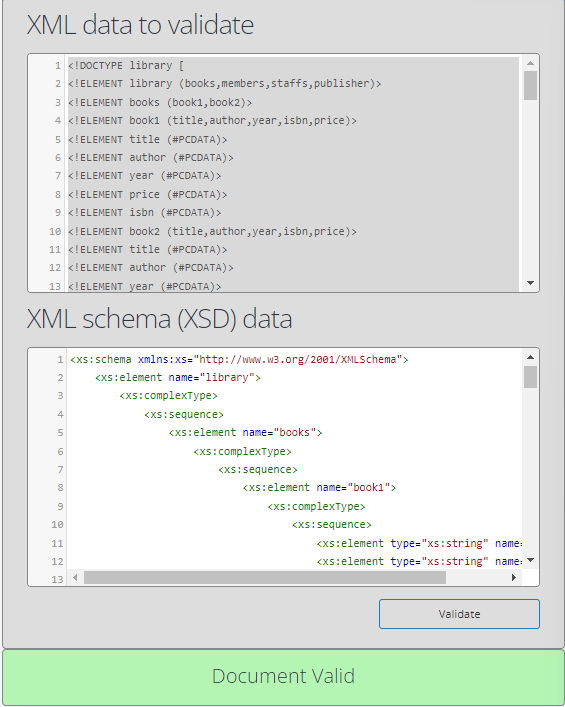 XML data to validate
1 <!DOCTYPE library [
2 <!ELEMENT library (books,members,staffs,publisher)>
3 <!ELEMENT books (book1,book2)>
4 <!ELEMENT book1 (title,author,year,isbn,price)>
5 <!ELEMENT title (#PCDATA)>
6 <!ELEMENT author (#PCDATA)>
7 <!ELEMENT year (#PCDATA)>
8 <!ELEMENT price (#PCDATA)>
9 <!ELEMENT isbn (#PCDATA)>
10 <!ELEMENT book2 (title,author,year,isbn,price)>
11 <!ELEMENT title (#PCDATA)>
12 <!ELEMENT author (#PCDATA)>
13 <!ELEMENT year (#PCDATA)>
XML schema (XSD) data
1 <xs:schema xmlns:xs="http://www.w3.org/2001/XMLSchema">
2 <xs:element name="library">
3 <xs:complexType>
4 <xs:sequence>
5 <xs:element name="books">
6 <xs:complexType>
7 <xs:sequence>
8 <xs:element name="book1">
9 <xs:complexType>
10 <xs:sequence>
11 <xs:element type="xs:string" name=
12 <xs:element type="xs:string" name=
13
Validate
Document Valid